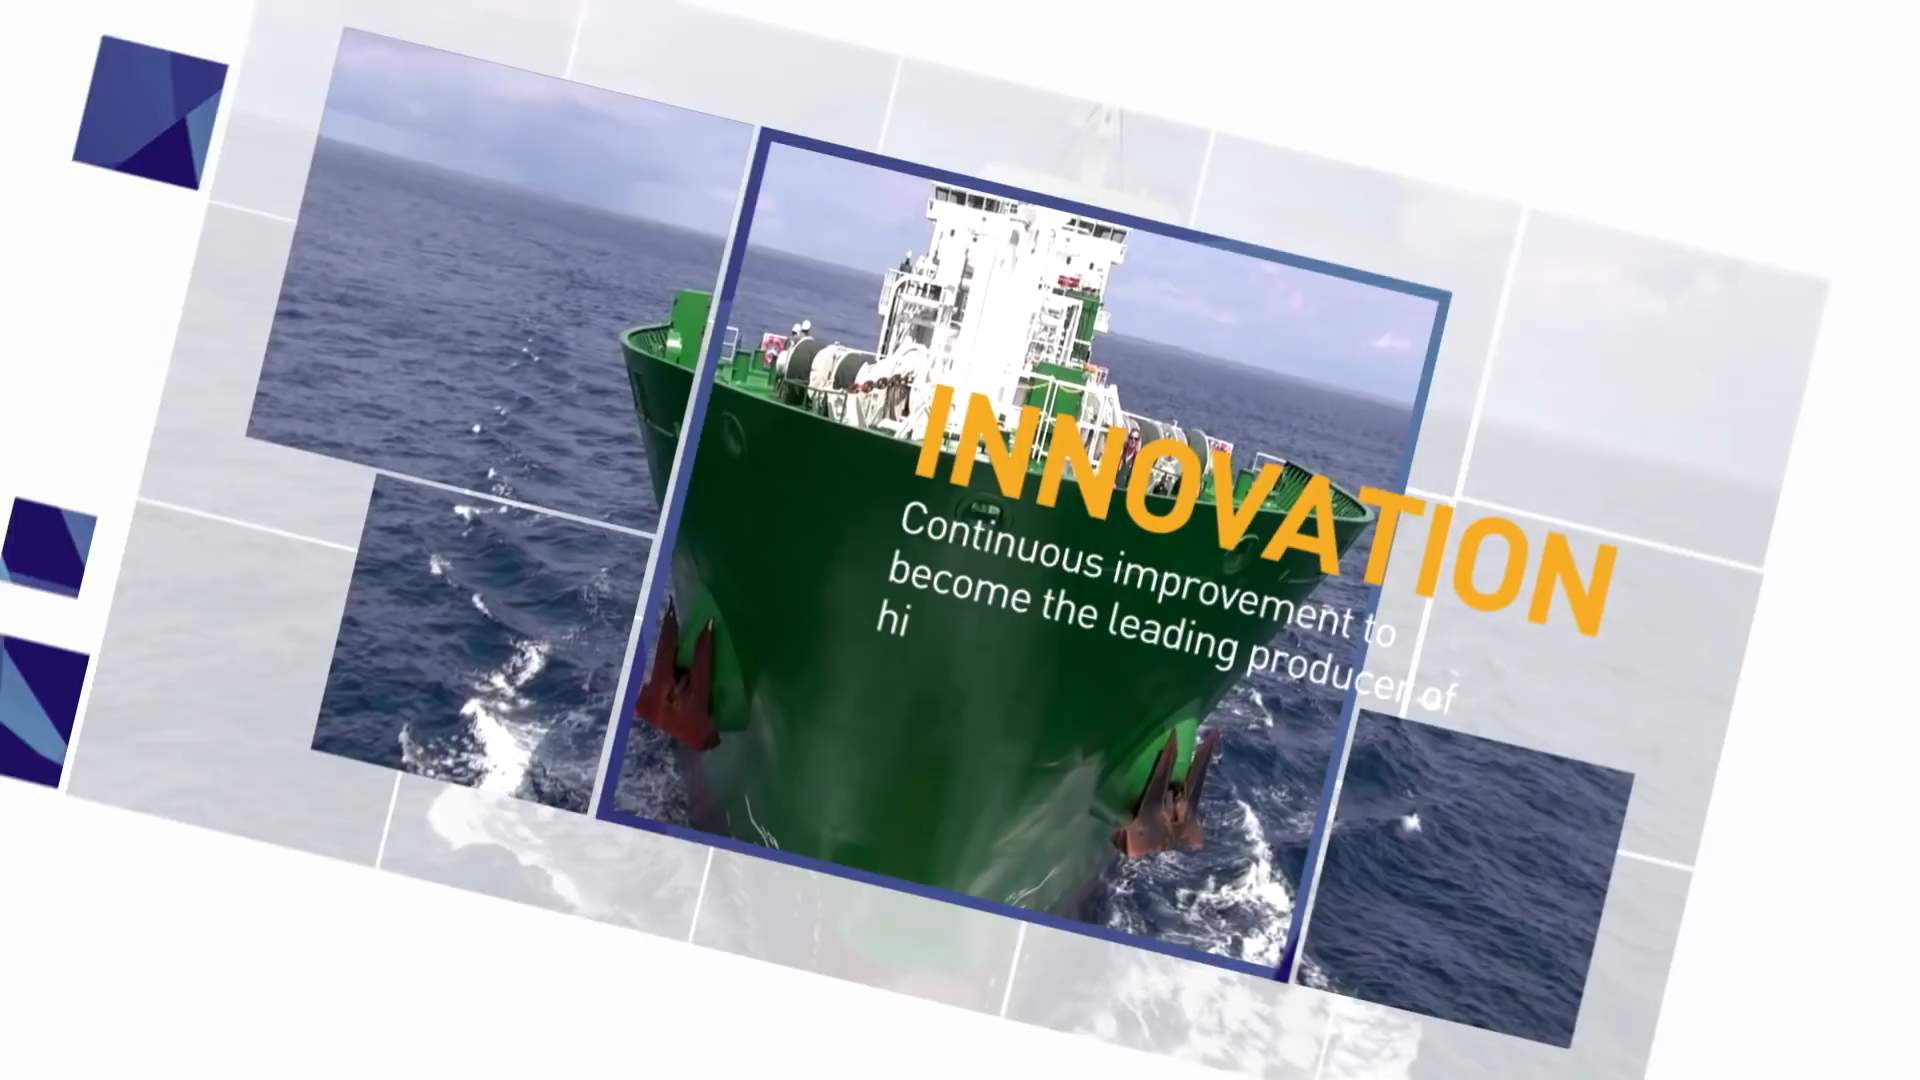 INNOVATION
Continuous improvement to
become the leading producer of
hi